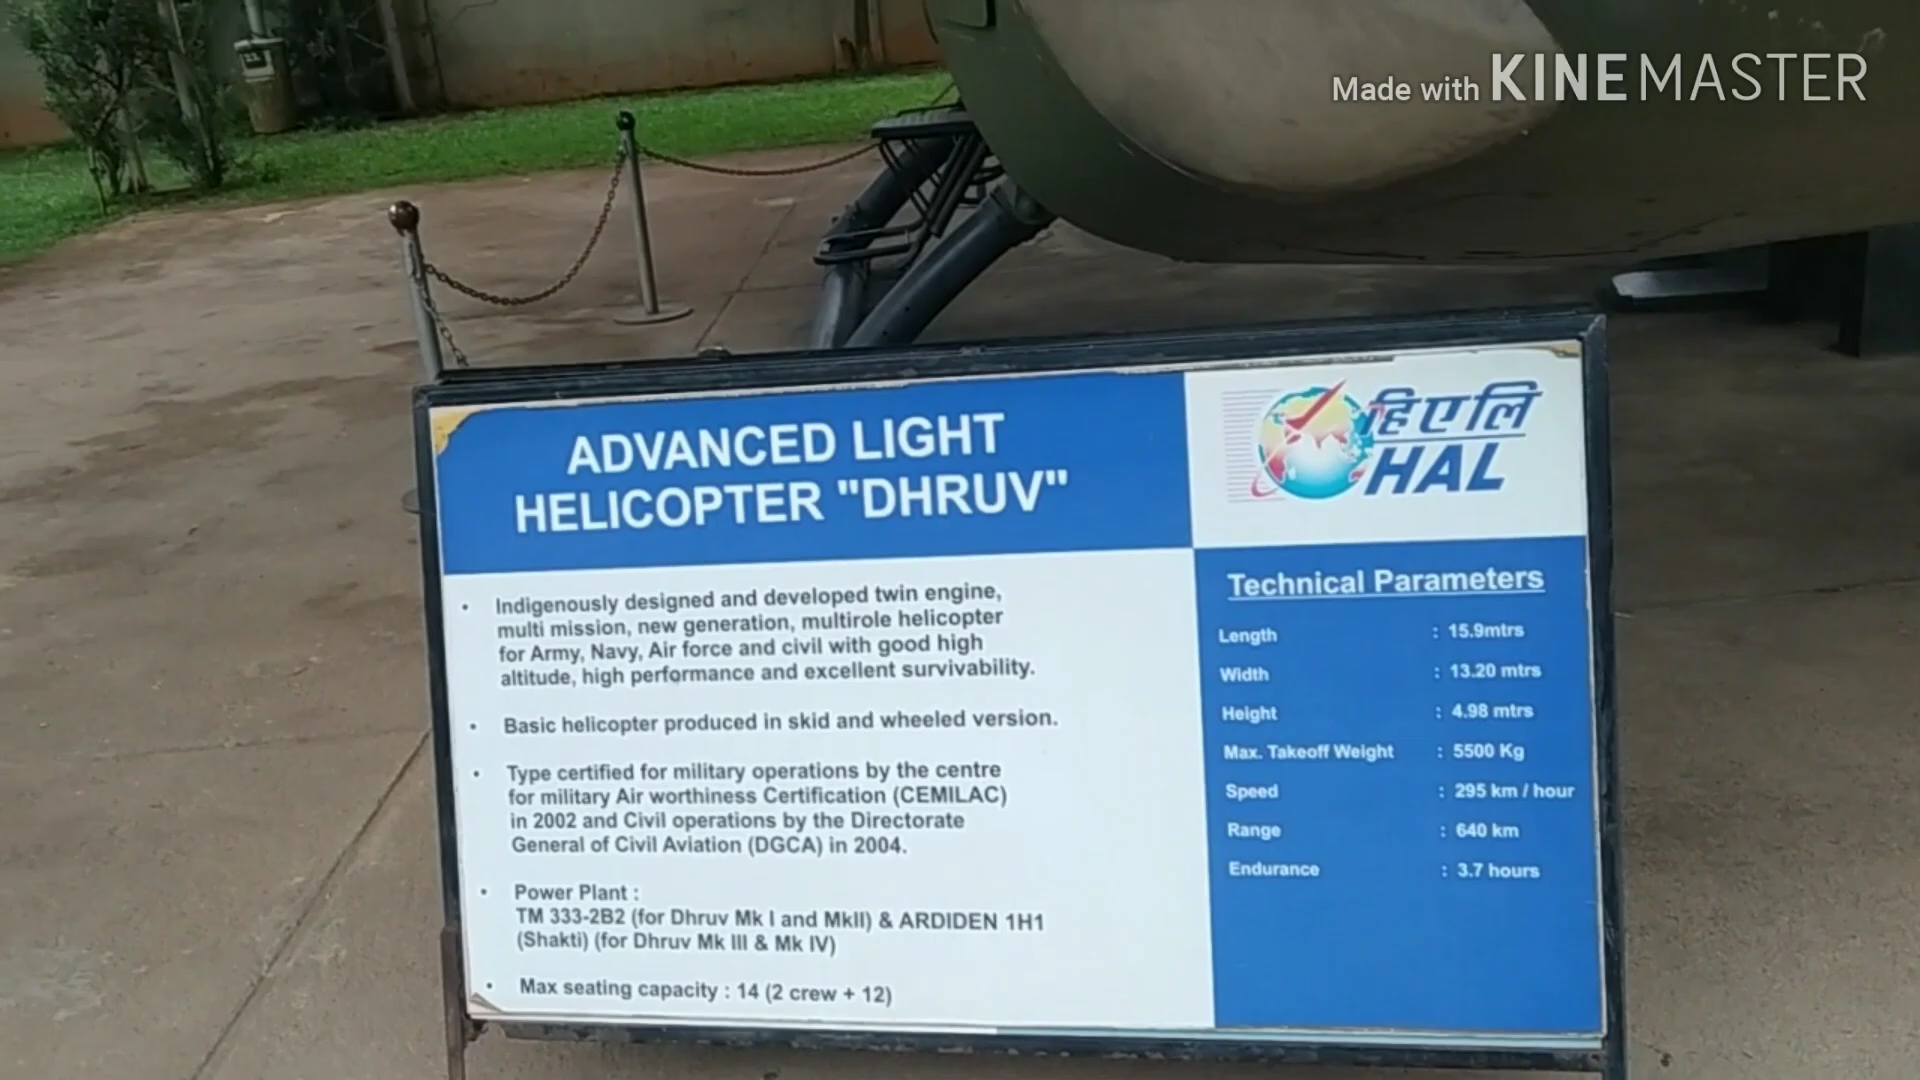 Made with KINEMASTER
ADVANCED LIGHT
HELICOPTER "DHRUV"
हिएलि
HAL
• Indigenously designed and developed twin engine,
multi mission, new generation, multirole helicopter
for Army, Navy, Air force and civil with good high
altitude, high performance and excellent survivability.
• Basic helicopter produced in skid and wheeled version.
• Type certified for military operations by the centre
for military Air worthiness Certification (CEMILAC)
in 2002 and Civil operations by the Directorate
General of Civil Aviation (DGCA) in 2004.
• Power Plant :
TM 333-2B2 (for Dhruv Mk I and MkII) & ARDIDEN 1H1
(Shakti) (for Dhruv Mk III & Mk IV)
• Max seating capacity : 14 (2 crew + 12)
Technical Parameters
Length : 15.9mtrs
Width : 13.20 mtrs
Height : 4.98 mtrs
Max. Takeoff Weight : 5500 Kg
Speed : 295 km / hour
Range : 640 km
Endurance : 3.7 hours